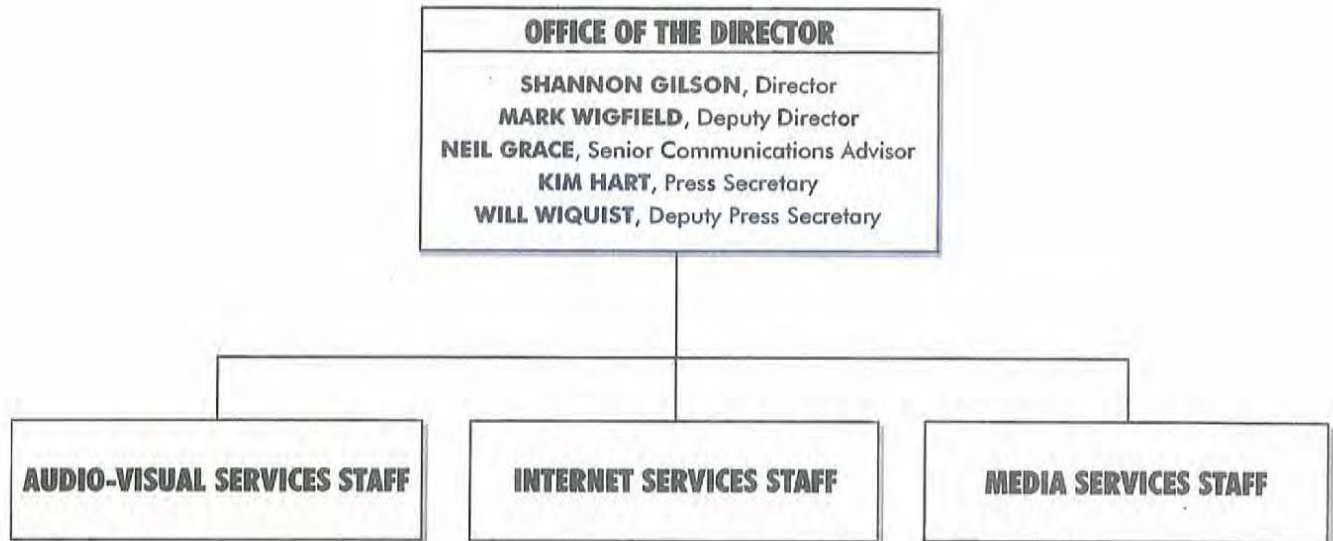 OFFICE OF THE DIRECTOR
SHANNON GILSON, Director
MARK WIGFIELD, Deputy Director
NEIL GRACE, Senior Communications Advisor
KIM HART, Press Secretary
WILL WIQUIST, Deputy Press Secretary
AUDIO-VISUAL SERVICES STAFF
INTERNET SERVICES STAFF
MEDIA SERVICES STAFF